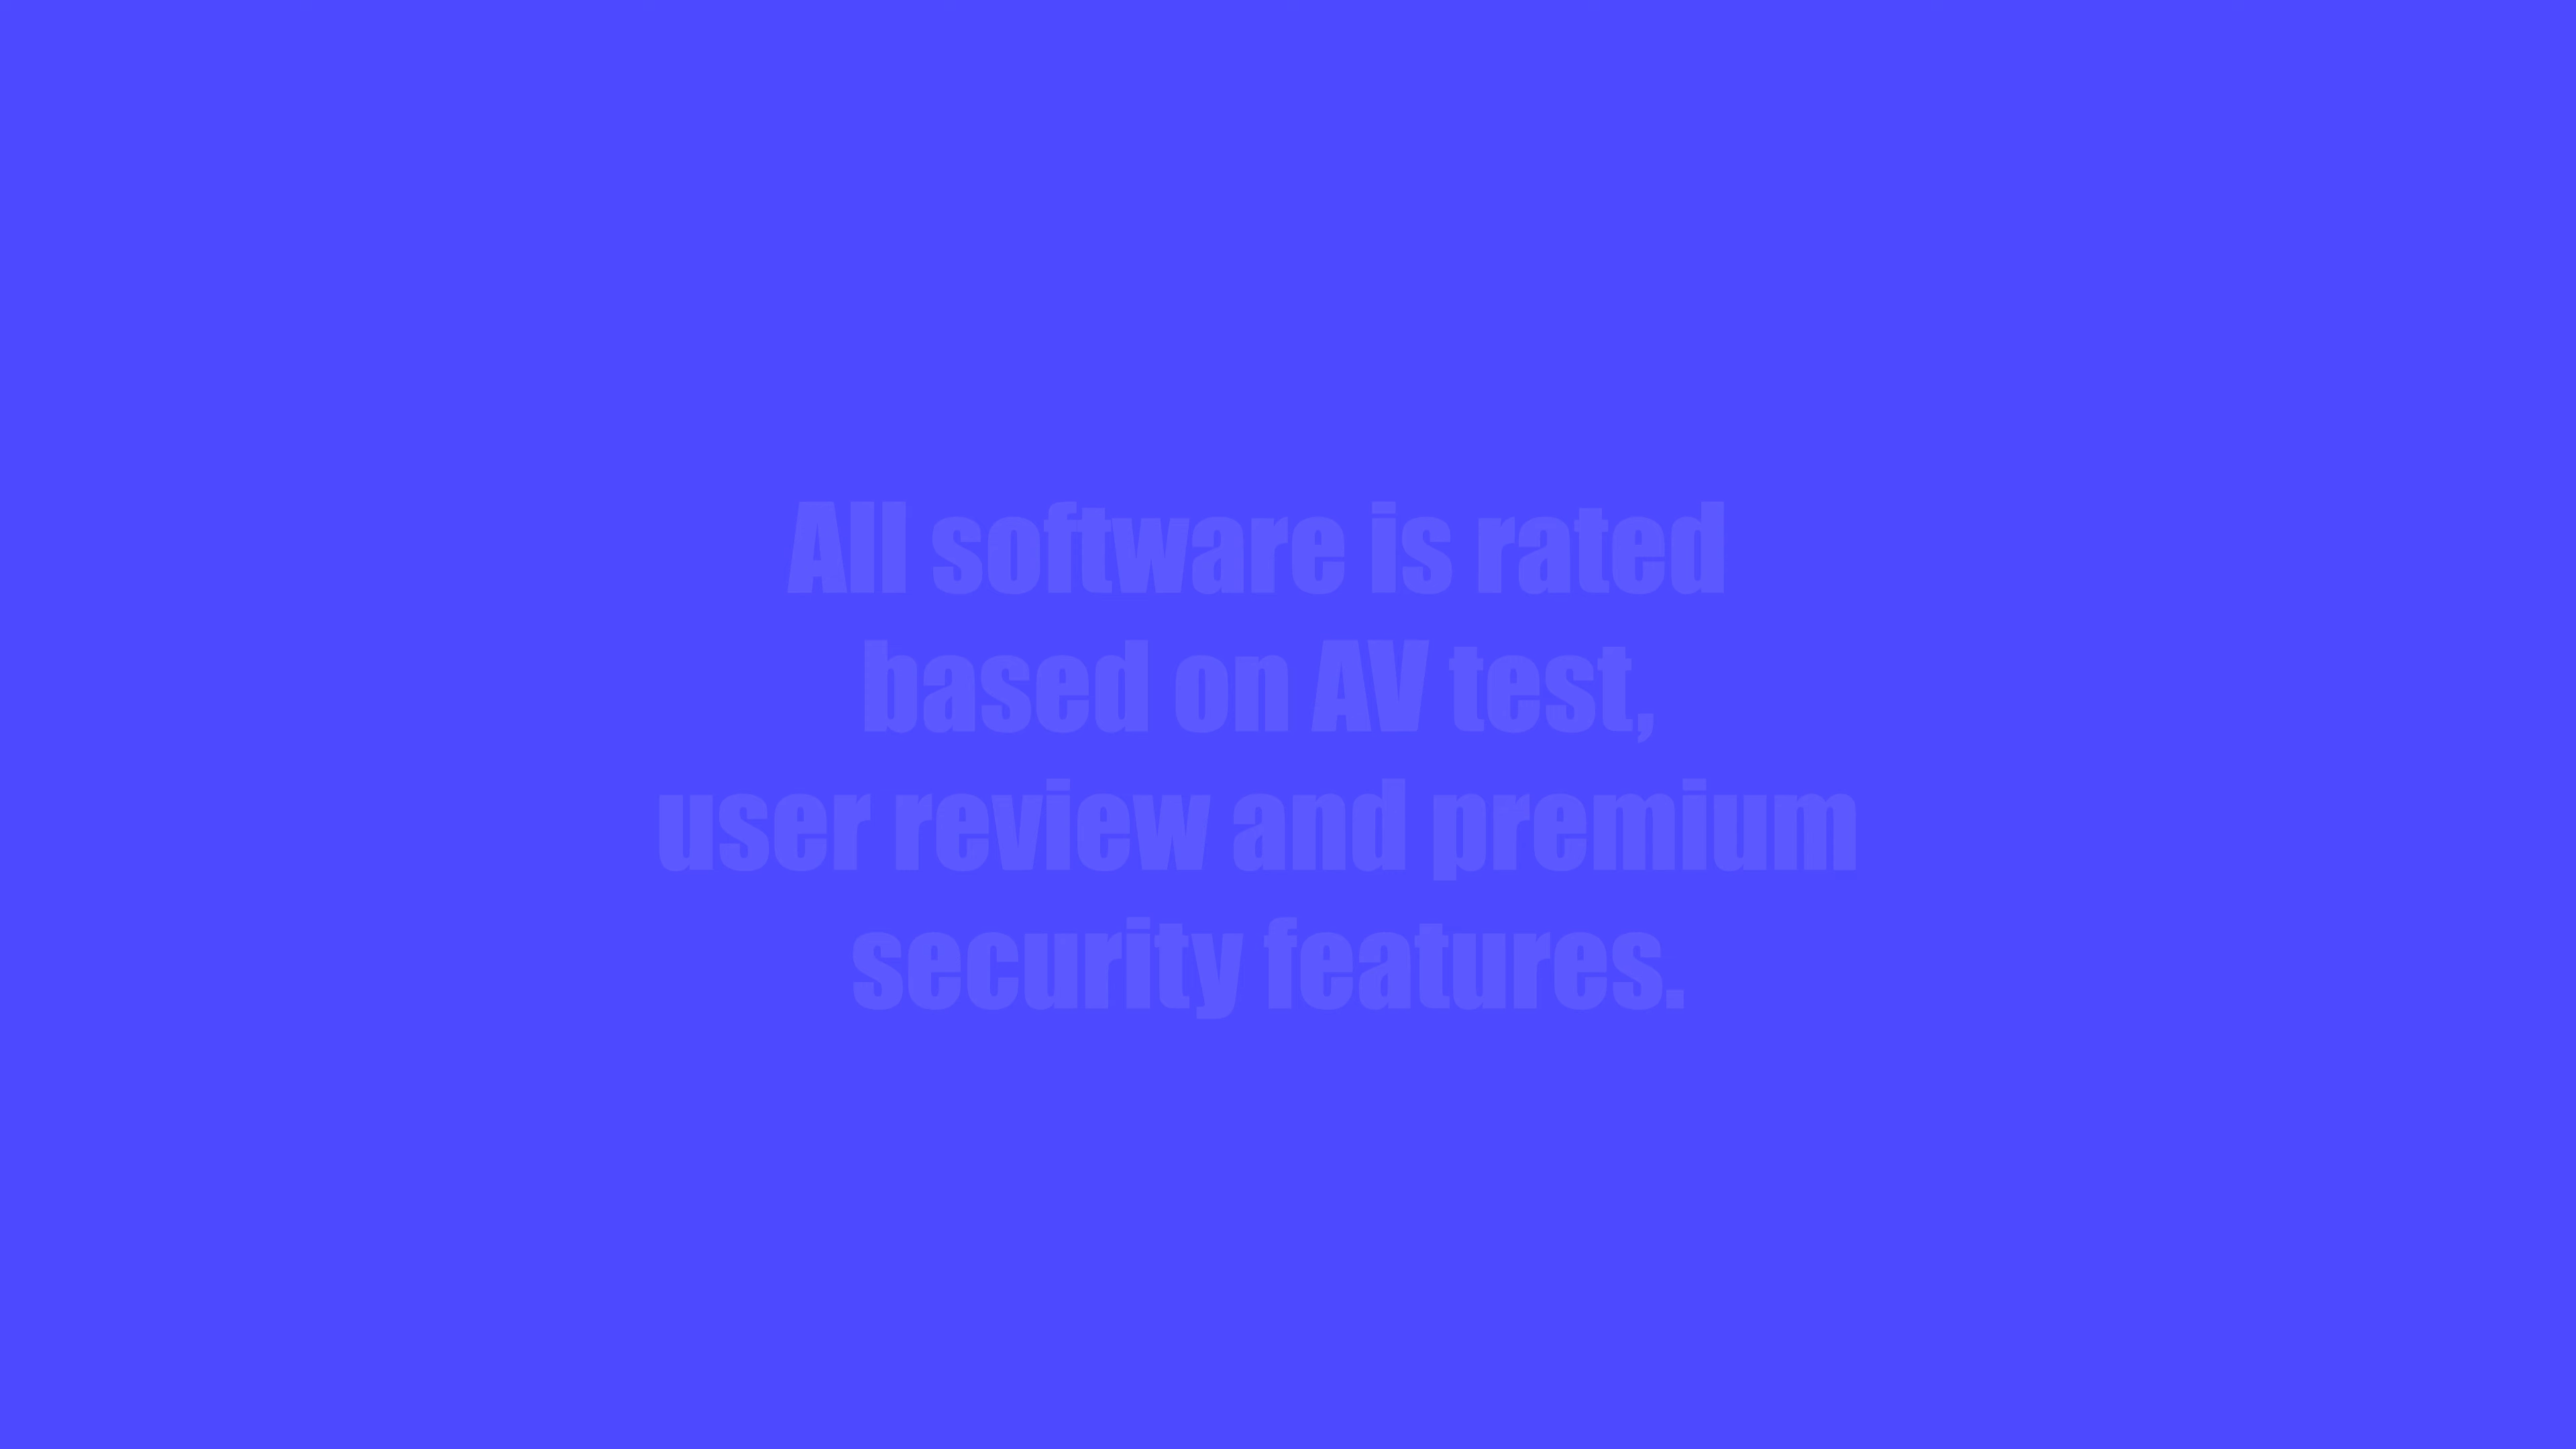 All software is rated
based on AV test,
user review and premium
security features.